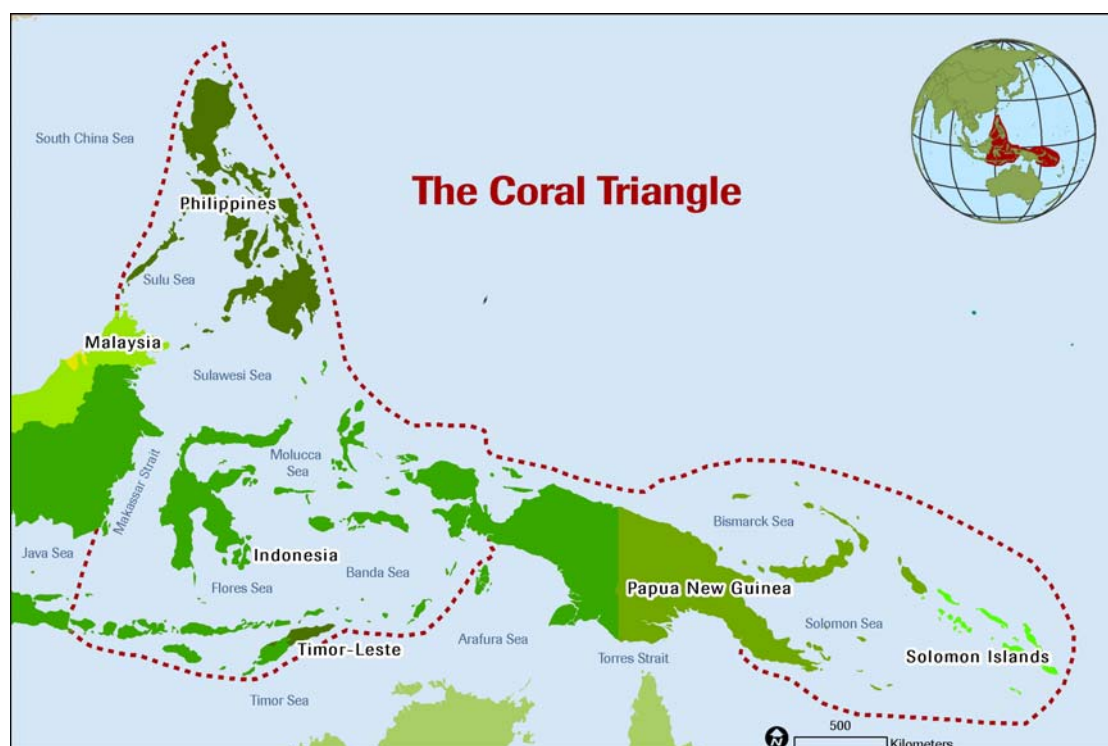 The Coral Triangle
South China Sea
Philippines
Sulu Sea
Malaysia
Sulawesi Sea
Molucca
Sea
Makassar Strait
Java Sea
Indonesia
Flores Sea
Banda Sea
Bismarck Sea
Papua New Guinea
Solomon Sea
Solomon Islands
Arafura Sea
Torres Strait
Timor-Leste
Timor Sea
500
Kilometers